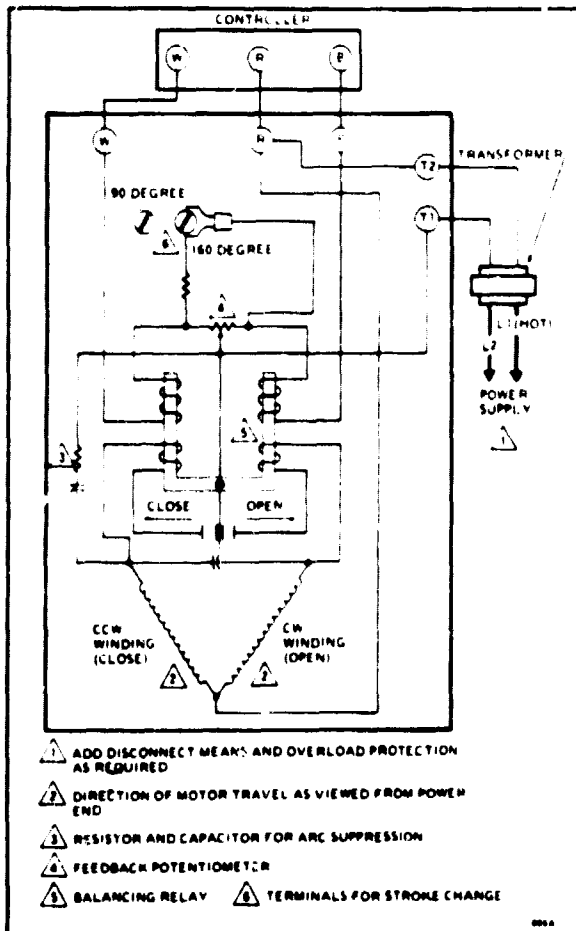 CONTROLLER
W R B
W R
T2
TRANSFORMER
90 DEGREE
T1
6
160 DEGREE
4
L2
L1 (HOT)
POWER
SUPPLY
1
5
3
CLOSE OPEN
CCW
WINDING
(CLOSE)
CW
WINDING
(OPEN)
2 2
1 ADD DISCONNECT MEANS AND OVERLOAD PROTECTION
AS REQUIRED
2 DIRECTION OF MOTOR TRAVEL AS VIEWED FROM POWER
END
3 RESISTOR AND CAPACITOR FOR ARC SUPPRESSION
4 FEEDBACK POTENTIOMETER
5 BALANCING RELAY 6 TERMINALS FOR STROKE CHANGE